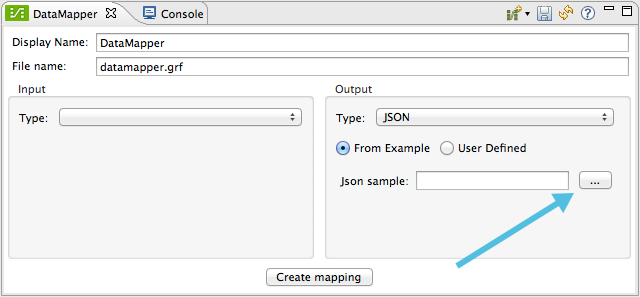 DataMapper Console
Display Name: DataMapper
File name: datamapper.grf
Input
Type:
Output
Type: JSON
From Example User Defined
Json sample: ...
Create mapping